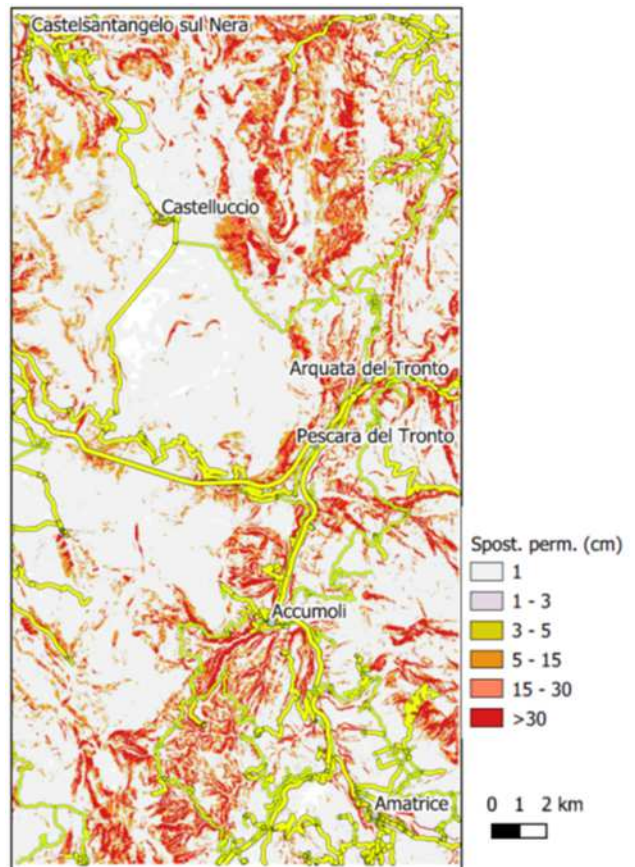 Castelsantangelo sul Nera
Castelluccio
Arquata del Tronto
Pescara del Tronto
Accumoli
Amatrice
Spost. perm. (cm)
1
1 - 3
3 - 5
5 - 15
15 - 30
>30
0 1 2 km